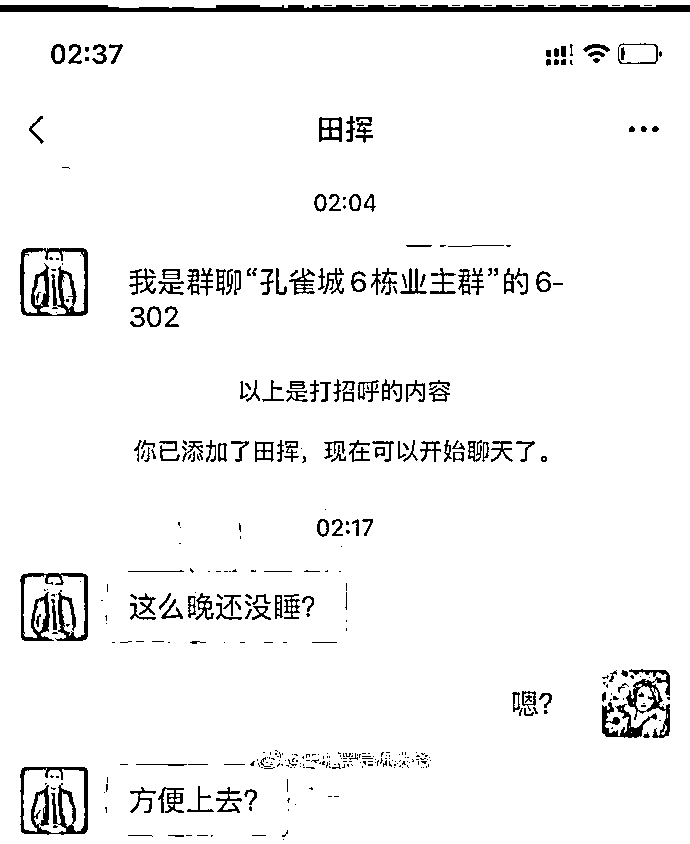 02:37
田挥
02:04
我是群聊“孔雀城6栋业主群”的6-
302
以上是打招呼的内容
你已添加了田挥，现在可以开始聊天了。
02:17
这么晚还没睡？
嗯？
方便上去？